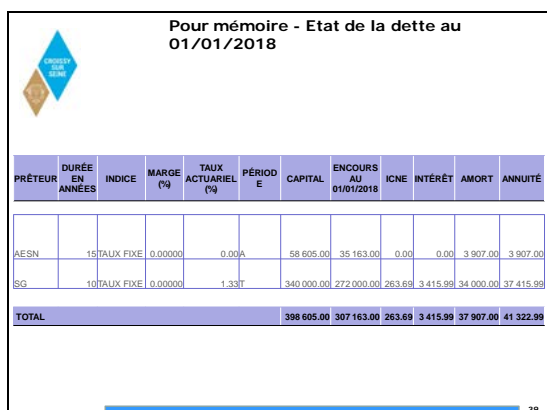 Pour mémoire - Etat de la dette au
01/01/2018
CROISSY
SUR
SEINE
PRÊTEUR DURÉE EN ANNÉES INDICE MARGE (%) TAUX ACTUARIEL (%) PÉRIOD E CAPITAL ENCOURS AU 01/01/2018 ICNE INTÉRÊT AMORT ANNUITÉ
AESN 15 TAUX FIXE 0.00000 0.00 A 58 605.00 35 163.00 0.00 0.00 3 907.00 3 907.00
SG 10 TAUX FIXE 0.00000 1.33 T 340 000.00 272 000.00 263.69 3 415.99 34 000.00 37 415.99
TOTAL 398 605.00 307 163.00 263.69 3 415.99 37 907.00 41 322.99